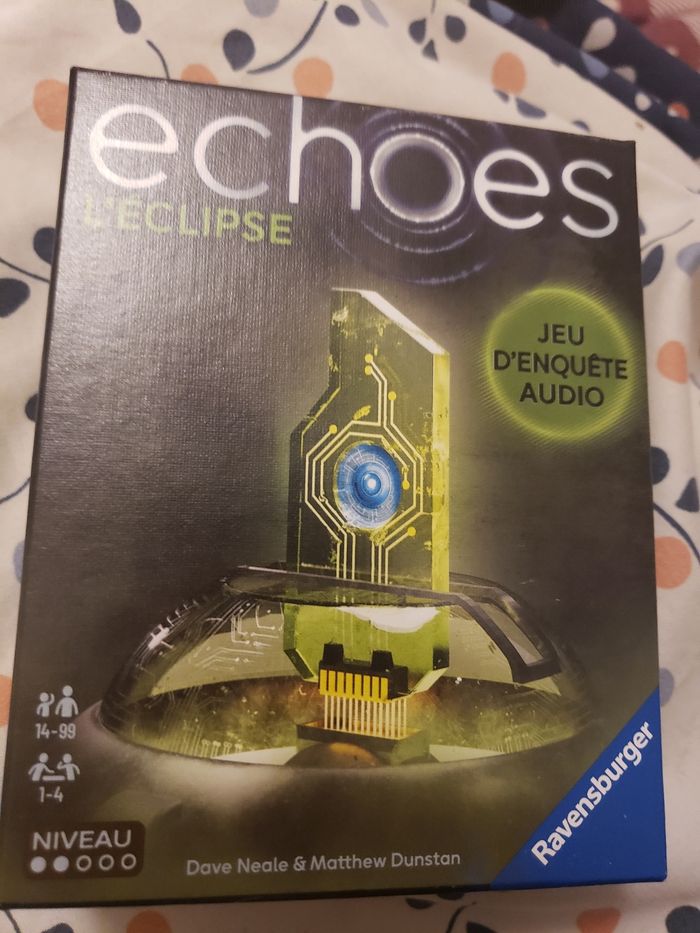 echoes
L'ÉCLIPSE
JEU
D'ENQUÊTE
AUDIO
14-99
1-4
NIVEAU
Dave Neale & Matthew Dunstan
Ravensburger